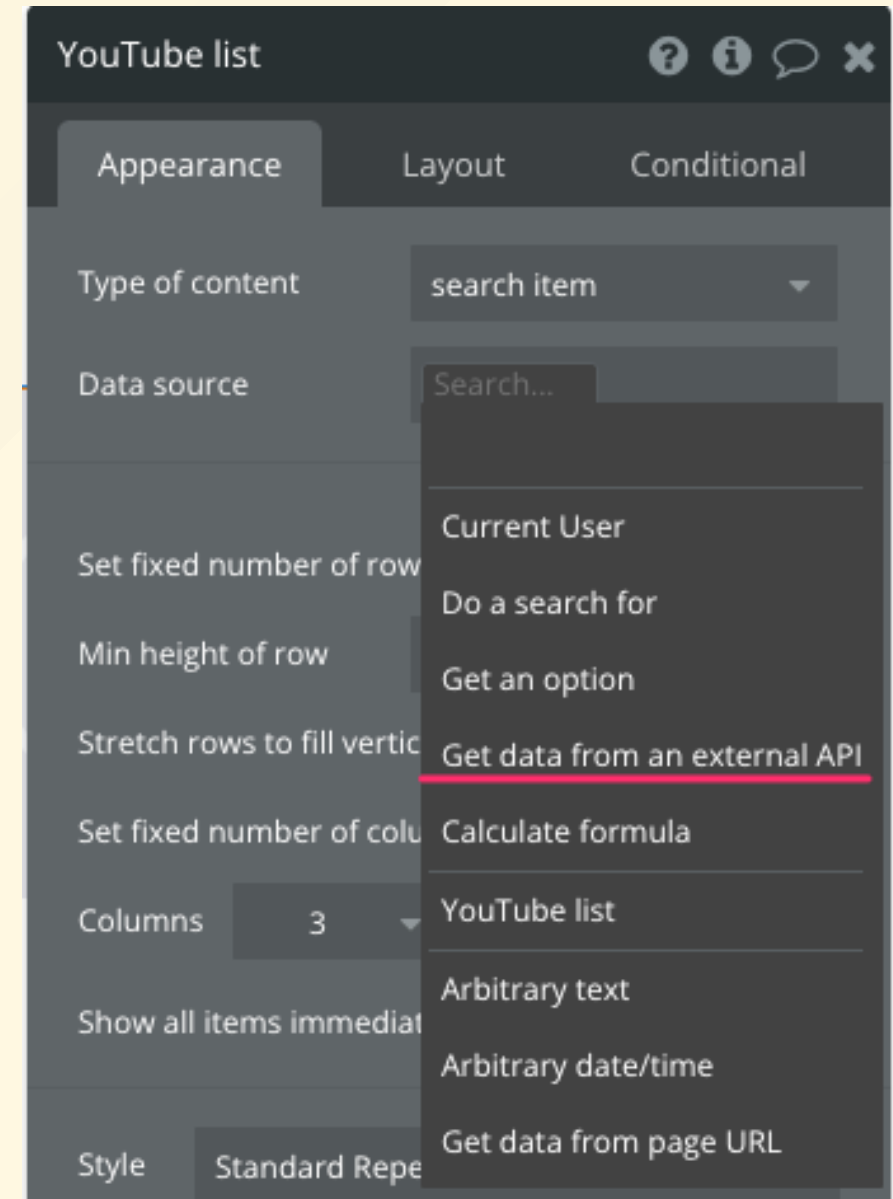 YouTube list
Appearance Layout Conditional
Type of content search item
Data source Search...
Current User
Set fixed number of row
Do a search for
Min height of row
Get an option
Stretch rows to fill vertic
Get data from an external API
Set fixed number of colu
Calculate formula
Columns 3
YouTube list
Arbitrary text
Show all items immediat
Arbitrary date/time
Get data from page URL
Style Standard Repe